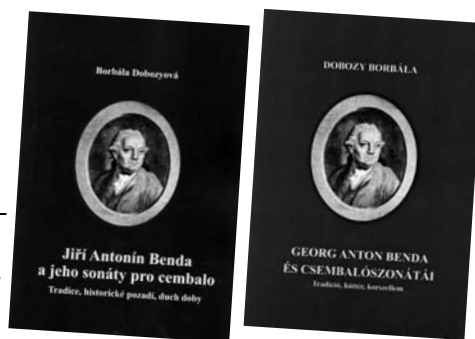 Borbála Dobozyová
Jiří Antonín Benda
a jeho sonáty pro cembalo
Tradice, historické pozadí, duch doby
DOBOZY BORBÁLA
GEORG ANTON BENDA
ÉS CSEMBALÓSZONÁTÁI
Tradíció, háttér, korszellem